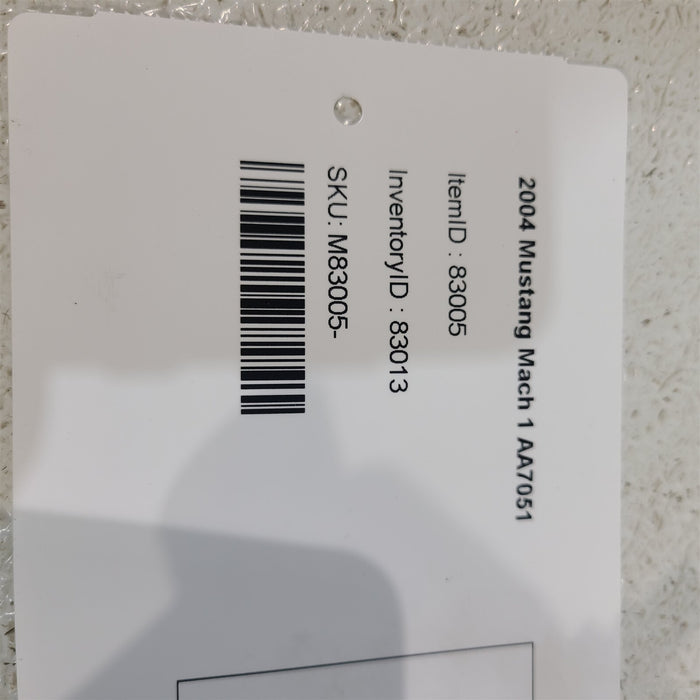 2004 Mustang Mach 1 AA7051
ItemID : 83005
InventoryID : 83013
SKU: M83005-